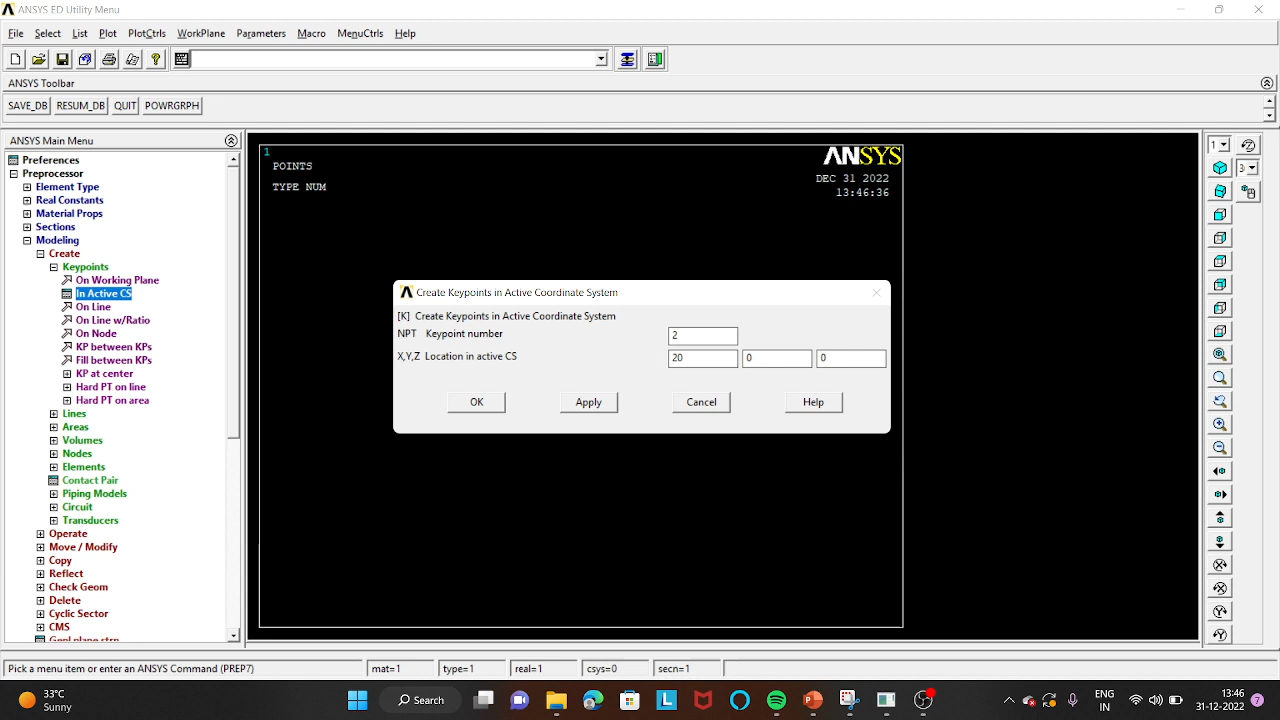 ANSYS ED Utility Menu
File Select List Plot PlotCtrls WorkPlane Parameters Macro MenuCtrls Help
ANSYS Toolbar
SAVE_DB RESUM_DB QUIT POWRGRPH
ANSYS Main Menu
Preferences
Preprocessor
Element Type
Real Constants
Material Props
Sections
Modeling
Create
Keypoints
On Working Plane
In Active CS
On Line
On Line w/Ratio
On Node
KP between KPs
Fill between KPs
KP at center
Hard PT on line
Hard PT on area
Lines
Areas
Volumes
Nodes
Elements
Contact Pair
Piping Models
Circuit
Transducers
Operate
Move / Modify
Copy
Reflect
Check Geom
Delete
Cyclic Sector
CMS
Genl plane strn
1
POINTS
TYPE NUM
ANSYS
DEC 31 2022
13:46:36
Create Keypoints in Active Coordinate System
[K] Create Keypoints in Active Coordinate System
NPT Keypoint number 2
X,Y,Z Location in active CS 20 0 0
OK Apply Cancel Help
1
3
Pick a menu item or enter an ANSYS Command (PREP7) mat=1 type=1 real=1 csys=0 secn=1
33°C
Sunny
Search
ENG
IN
13:46
31-12-2022
7